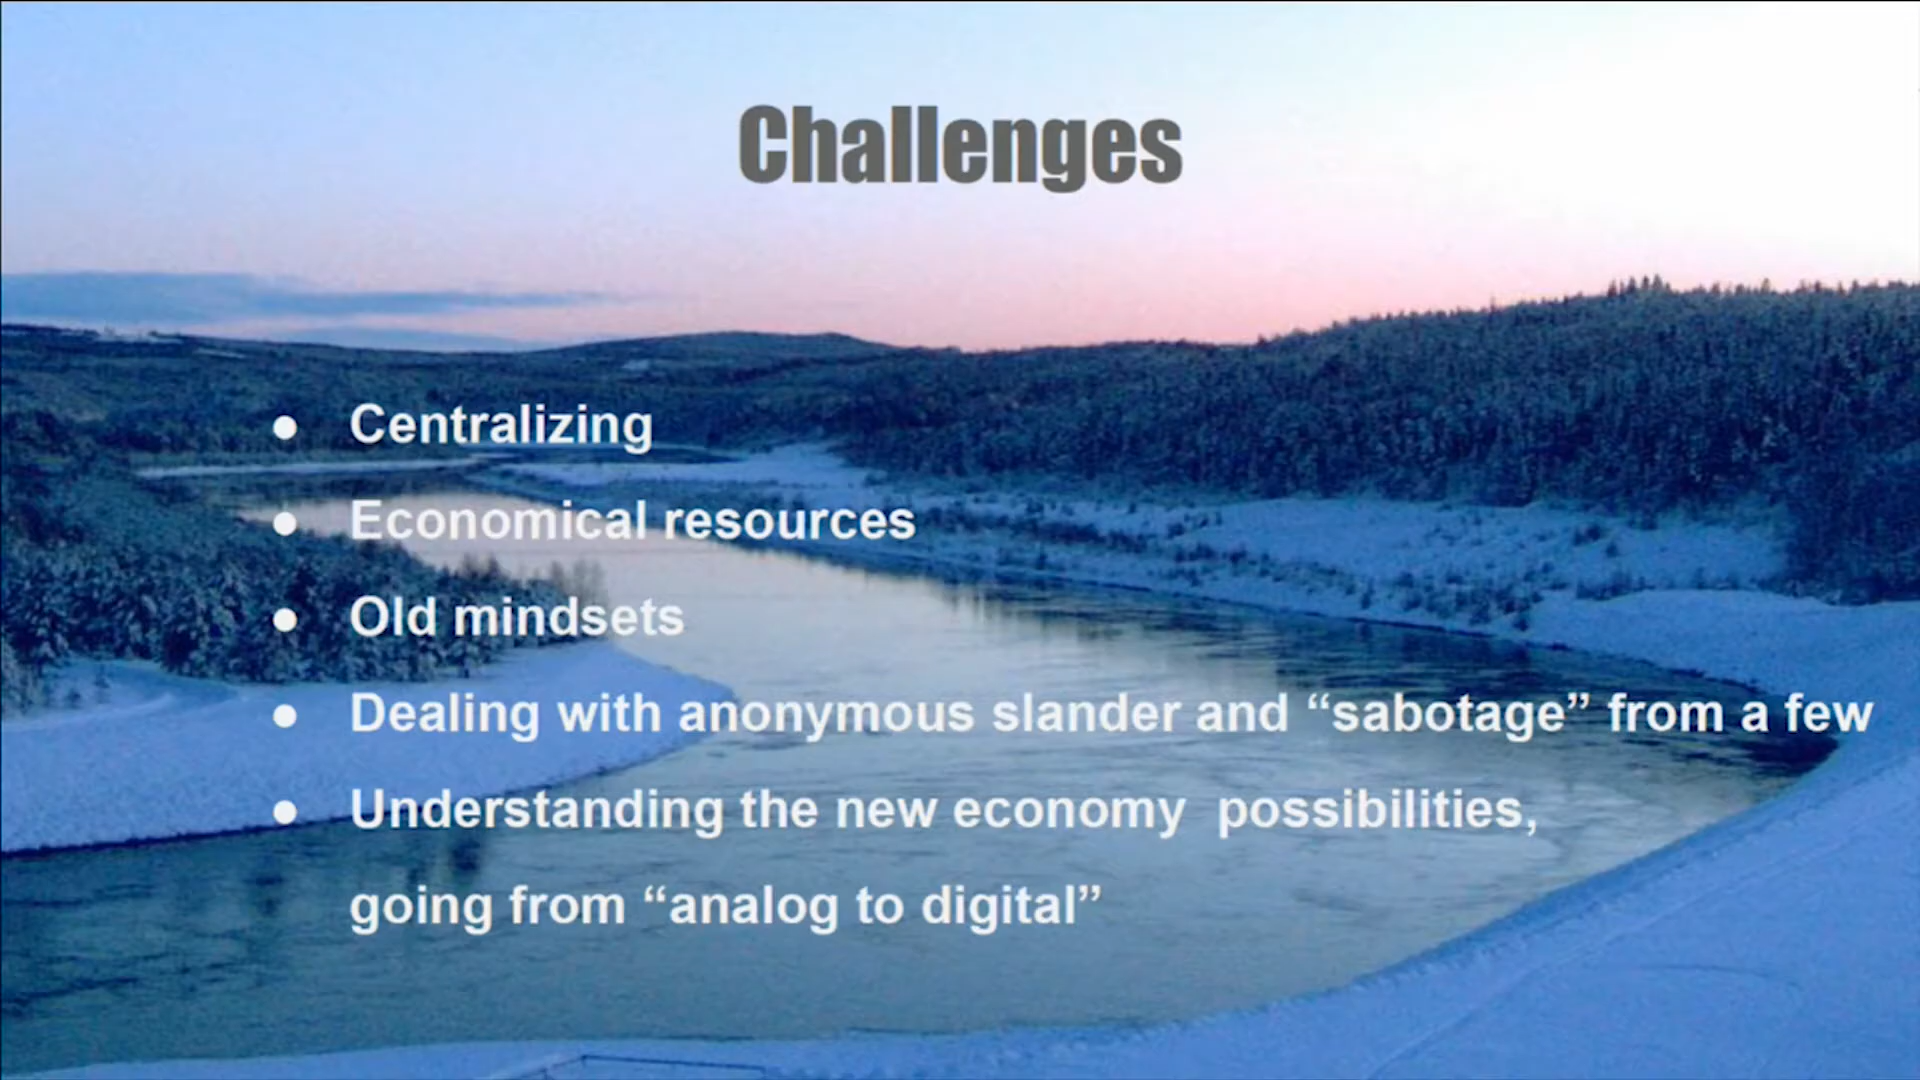 Challenges
● Centralizing
● Economical resources
● Old mindsets
● Dealing with anonymous slander and “sabotage” from a few
● Understanding the new economy  possibilities,
going from “analog to digital”